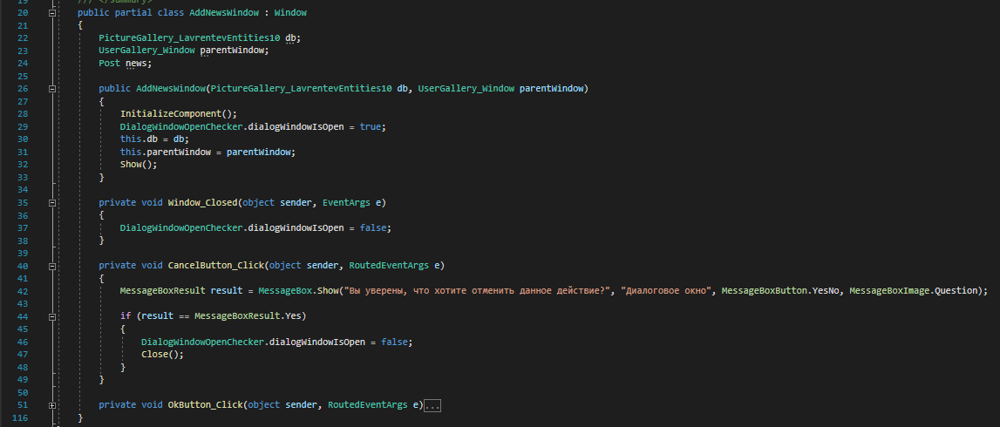 19 /// </summary>
20 public partial class AddNewsWindow : Window
21 {
22 PictureGallery_LavrentevEntities10 db;
23 UserGallery_Window parentWindow;
24 Post news;
25
26 public AddNewsWindow(PictureGallery_LavrentevEntities10 db, UserGallery_Window parentWindow)
27 {
28 InitializeComponent();
29 DialogWindowOpenChecker.dialogWindowIsOpen = true;
30 this.db = db;
31 this.parentWindow = parentWindow;
32 Show();
33 }
34
35 private void Window_Closed(object sender, EventArgs e)
36 {
37 DialogWindowOpenChecker.dialogWindowIsOpen = false;
38 }
39
40 private void CancelButton_Click(object sender, RoutedEventArgs e)
41 {
42 MessageBoxResult result = MessageBox.Show("Вы уверены, что хотите отменить данное действие?", "Диалоговое окно", MessageBoxButton.YesNo, MessageBoxImage.Question);
43
44 if (result == MessageBoxResult.Yes)
45 {
46 DialogWindowOpenChecker.dialogWindowIsOpen = false;
47 Close();
48 }
49 }
50
51 private void OkButton_Click(object sender, RoutedEventArgs e)...
116 }